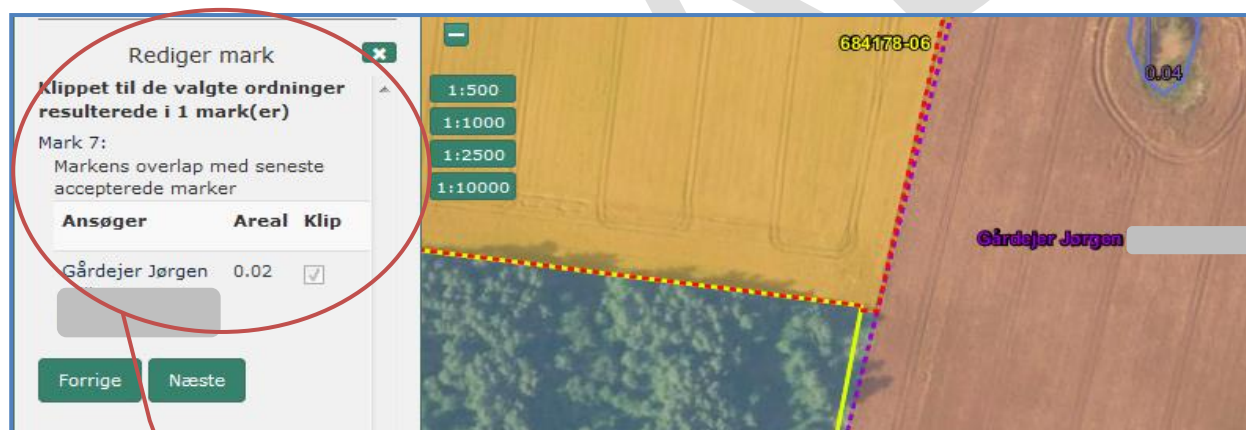 Rediger mark
Klippet til de valgte ordninger
resulterede i 1 mark(er)
Mark 7:
Markens overlap med seneste
accepterede marker
Ansøger Areal Klip
Gårdejer Jørgen 0.02
Forrige Næste
1:500
1:1000
1:2500
1:10000
684178-06
0.04
Gårdejer Jørgen